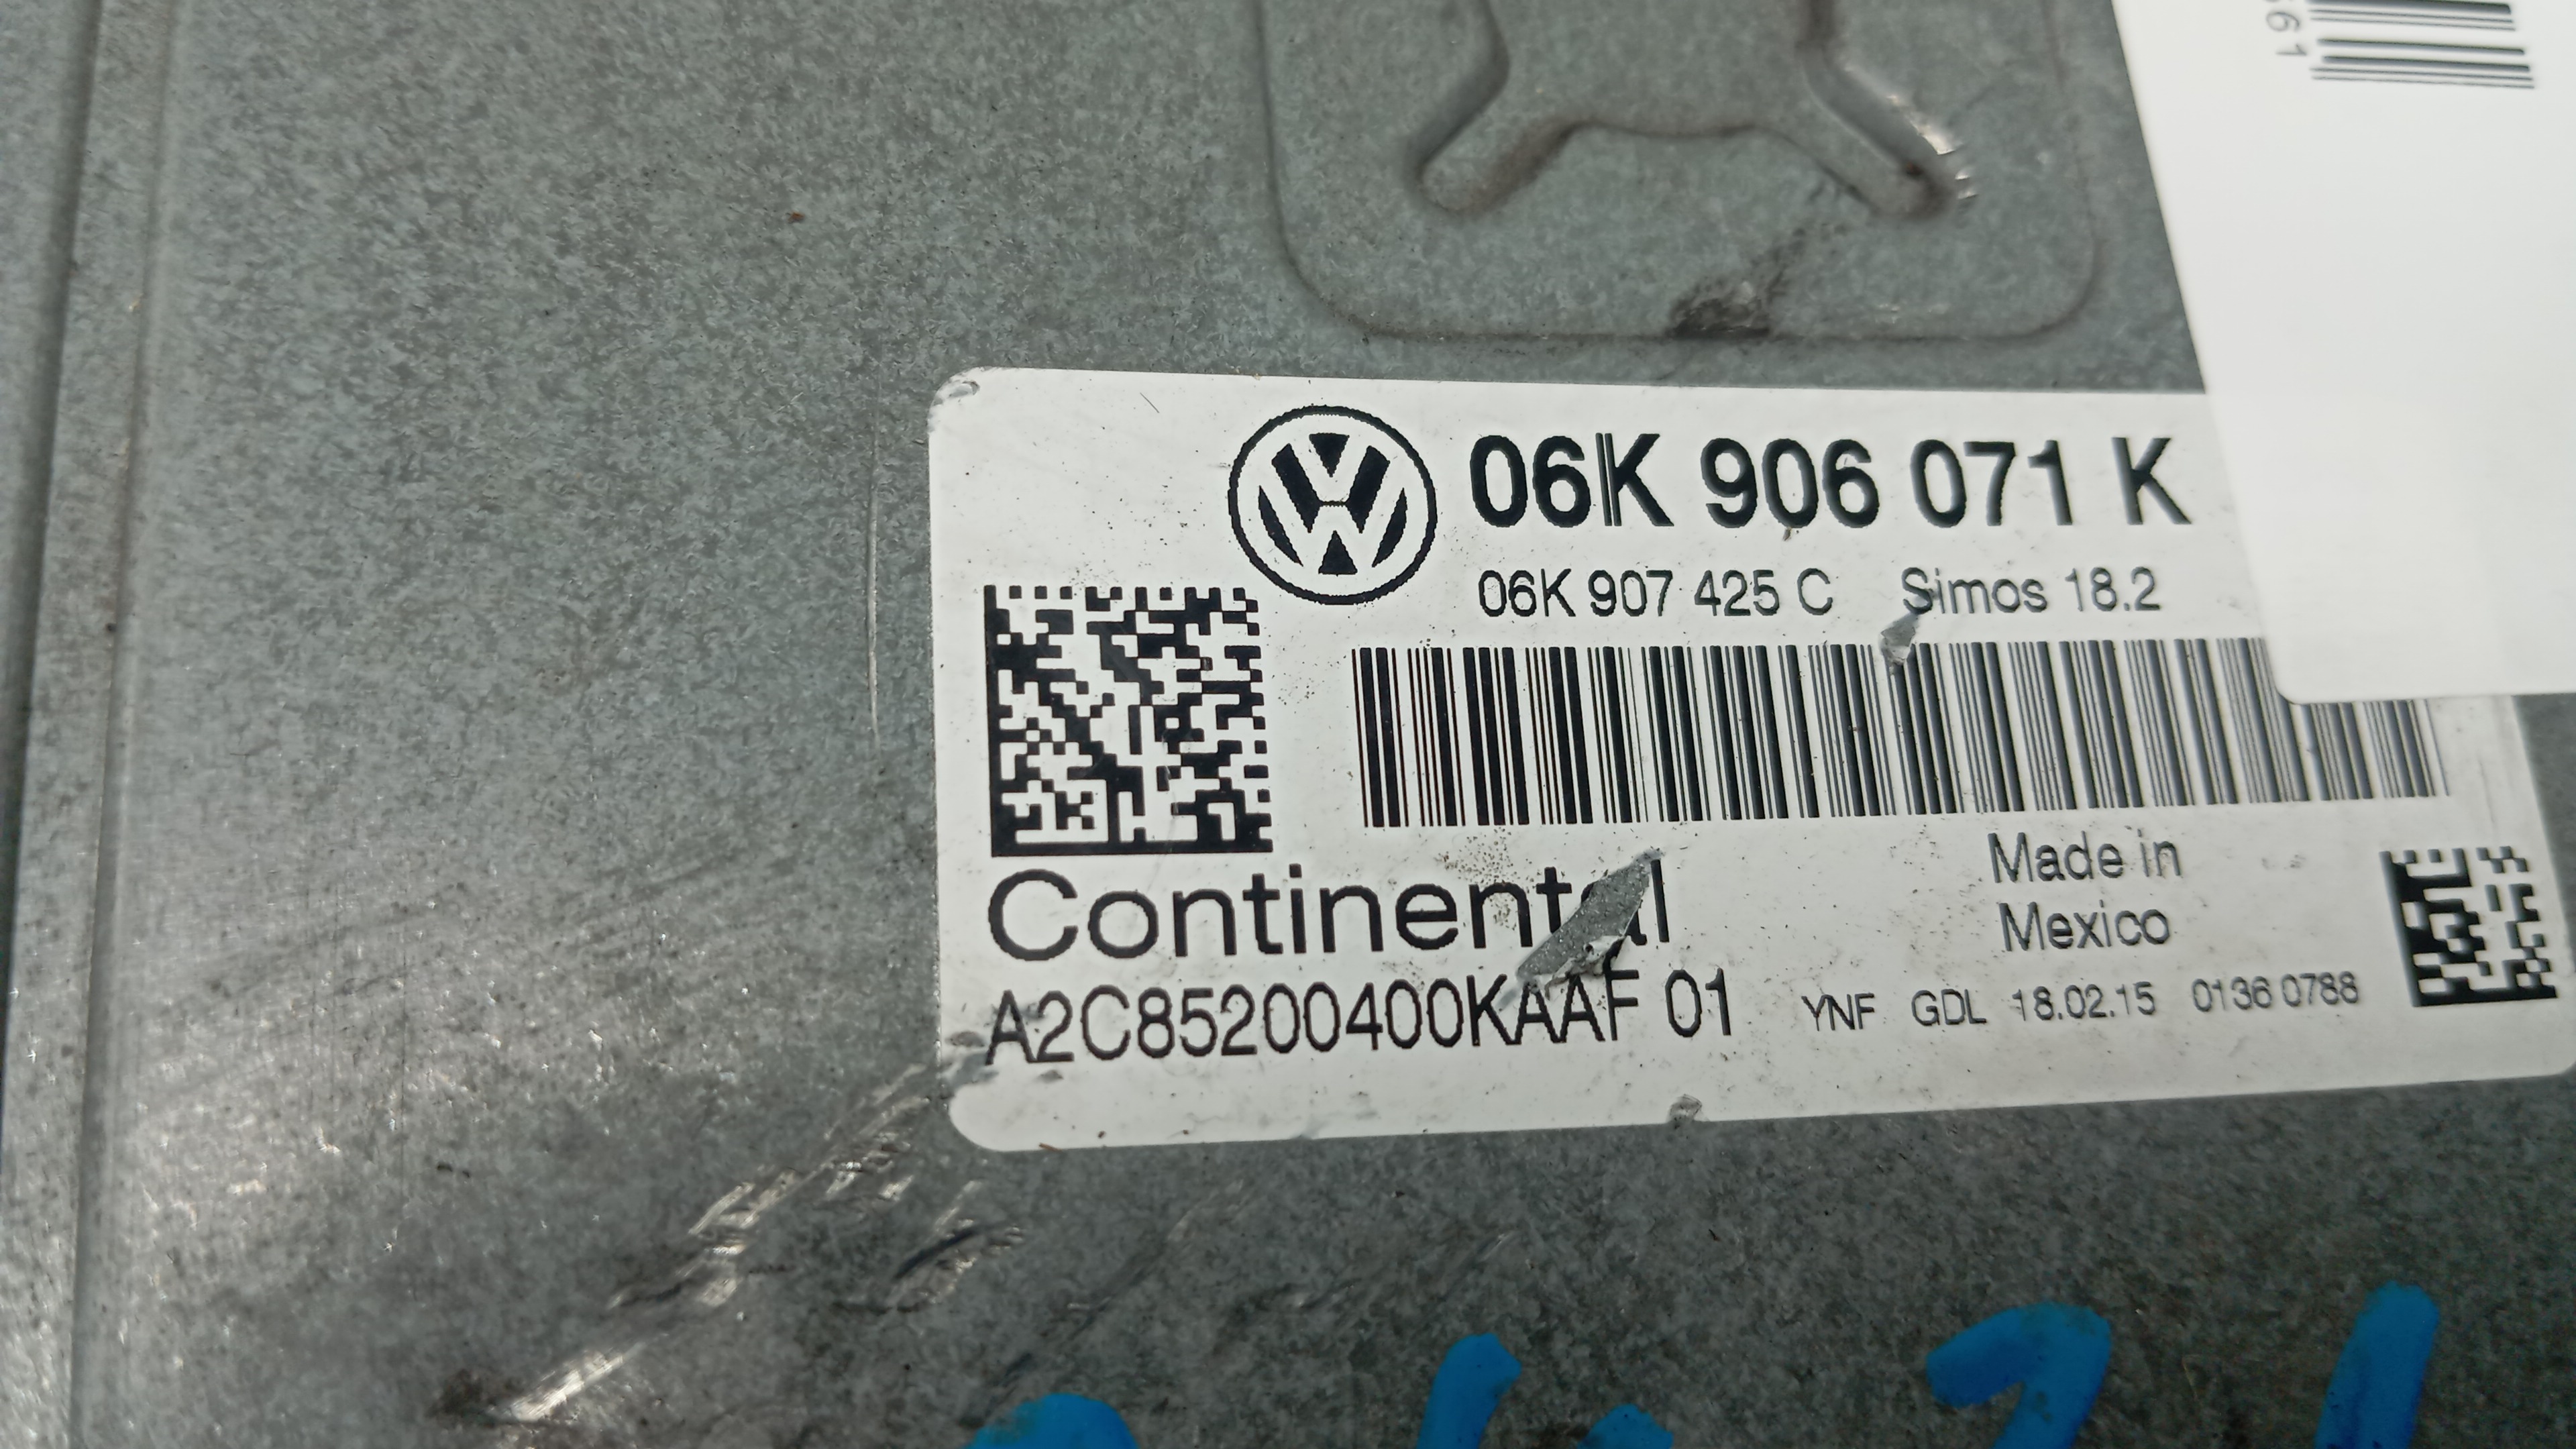 661
06K 906 071 K
06K 907 425 C Simos 18.2
Continental
Made in
Mexico
A2C85200400KAAF 01 YNF GDL 18.02.15 0136 0788